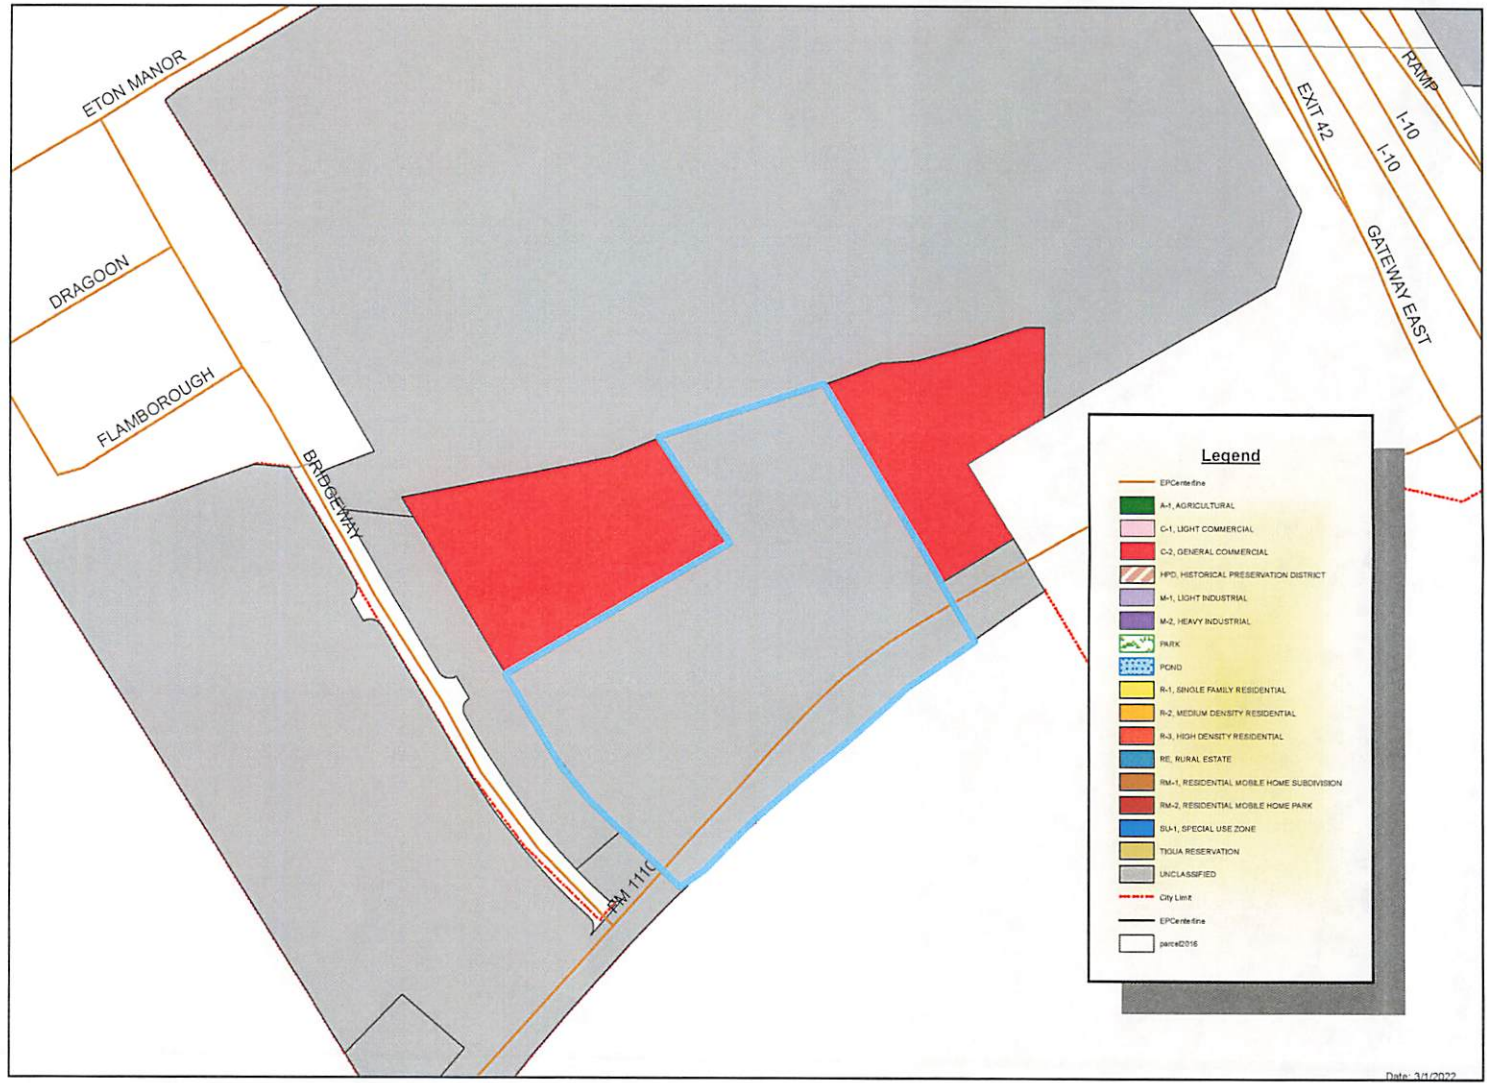 ETON MANOR
RAMP
EXIT 42
I-10
I-10
DRAGOON
GATEWAY EAST
FLAMBOROUGH
BRIDGEWAY
FM 1110
Legend
EPCenterline
A-1, AGRICULTURAL
C-1, LIGHT COMMERCIAL
C-2, GENERAL COMMERCIAL
HPD, HISTORICAL PRESERVATION DISTRICT
M-1, LIGHT INDUSTRIAL
M-2, HEAVY INDUSTRIAL
PARK
POND
R-1, SINGLE FAMILY RESIDENTIAL
R-2, MEDIUM DENSITY RESIDENTIAL
R-3, HIGH DENSITY RESIDENTIAL
RE, RURAL ESTATE
RM-1, RESIDENTIAL MOBILE HOME SUBDIVISION
RM-2, RESIDENTIAL MOBILE HOME PARK
SU-1, SPECIAL USE ZONE
TIGUA RESERVATION
UNCLASSIFIED
City Limit
EPCenterline
parcel2016
Date: 3/1/2022